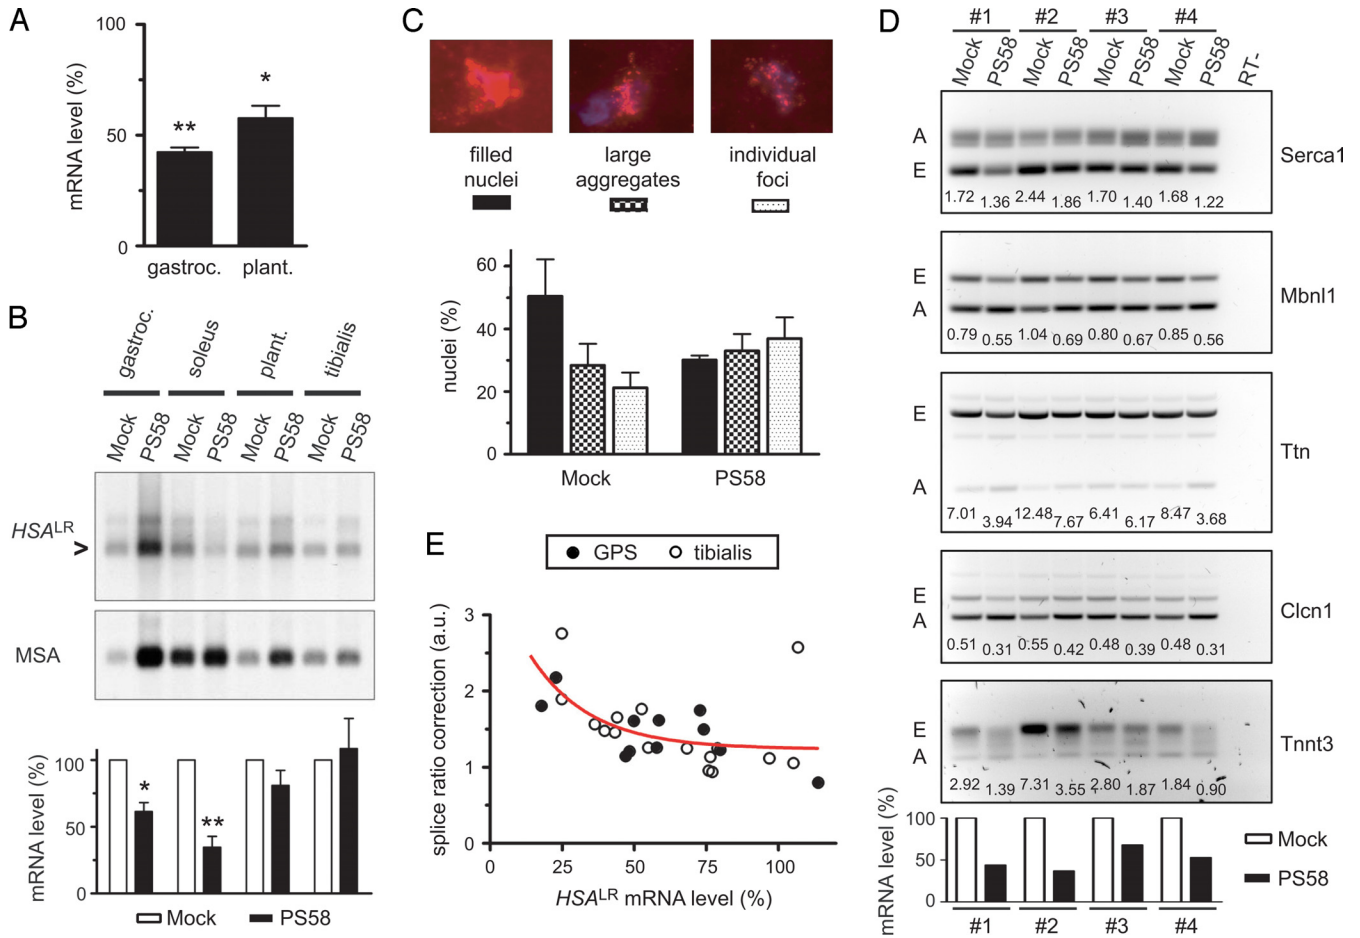 A
100
50
0
mRNA level (%)
**
*
gastroc.
plant.
B
gastroc.
soleus
plant.
tibialis
Mock
PS58
Mock
PS58
Mock
PS58
Mock
PS58
HSALR
>
MSA
mRNA level (%)
100
50
0
*
**
Mock
PS58
C
filled
nuclei
large
aggregates
individual
foci
nuclei (%)
60
40
20
0
Mock
PS58
E
GPS
tibialis
splice ratio correction (a.u.)
3
2
1
0
0
25
50
75
100
HSALR mRNA level (%)
D
#1
#2
#3
#4
Mock
PS58
Mock
PS58
Mock
PS58
Mock
PS58
RT-
A
E
1.72 1.36 2.44 1.86 1.70 1.40 1.68 1.22
Serca1
E
A
0.79 0.55 1.04 0.69 0.80 0.67 0.85 0.56
Mbnl1
E
A
7.01 3.94 12.48 7.67 6.41 6.17 8.47 3.68
Ttn
E
A
0.51 0.31 0.55 0.42 0.48 0.39 0.48 0.31
Clcn1
E
A
2.92 1.39 7.31 3.55 2.80 1.87 1.84 0.90
Tnnt3
mRNA level (%)
100
50
0
#1
#2
#3
#4
Mock
PS58